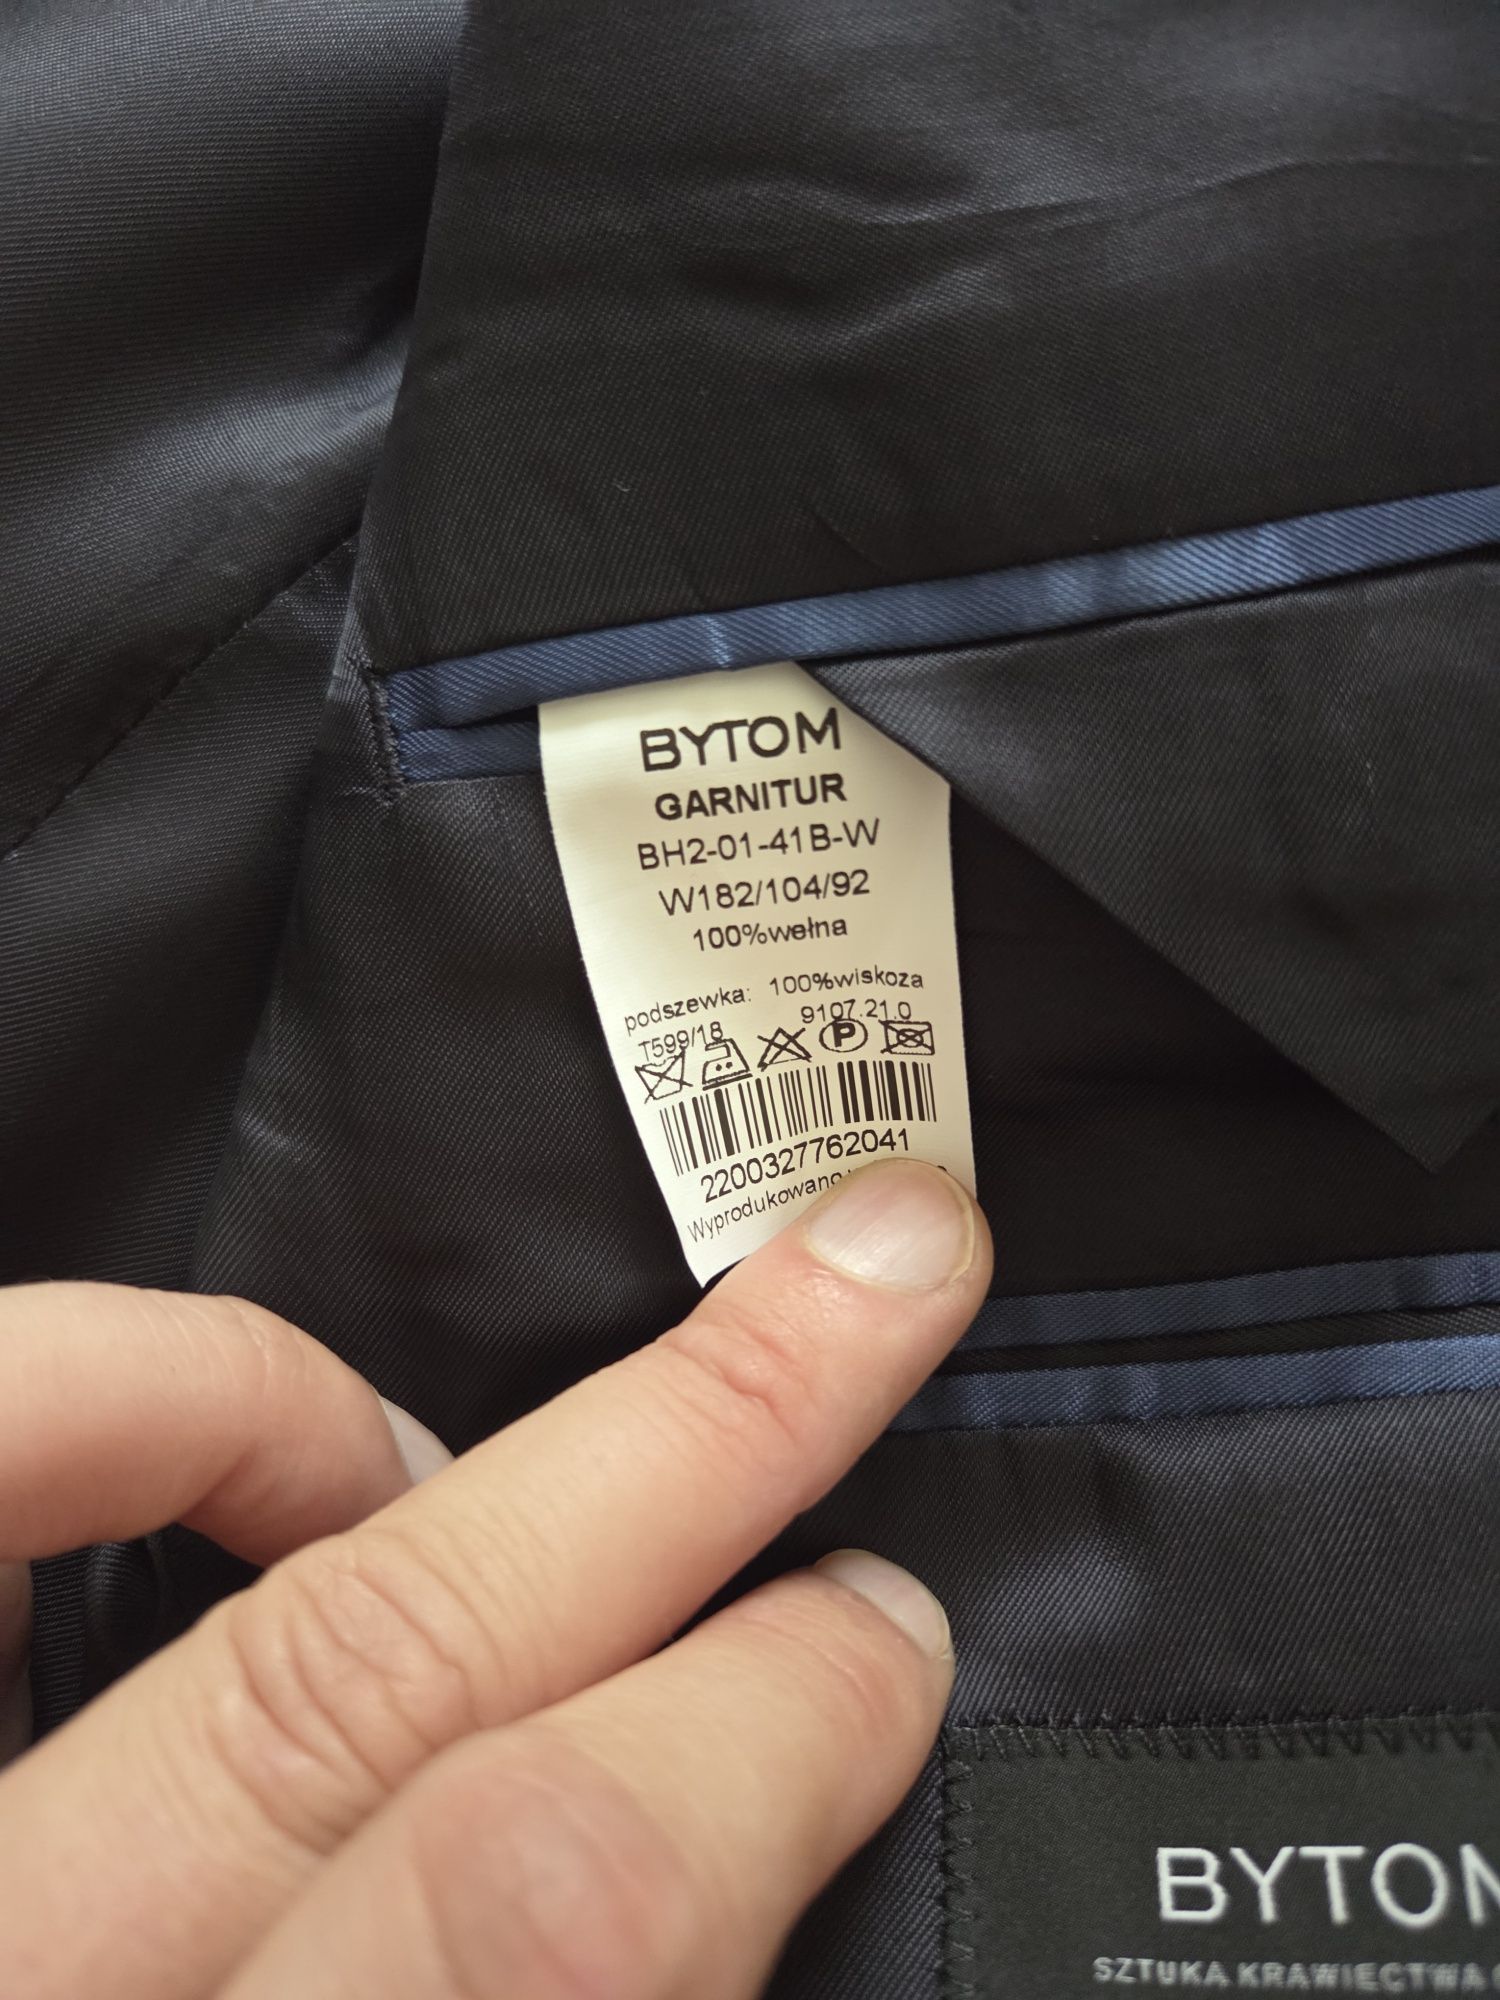 BYTOM
GARNITUR
BH2-01-41B-W
W182/104/92
100%wełna
podszewka: 100%wiskoza
9107.21.0
T599/18
P
2200327762041
Wyprodukowano
BYTOM
SZTUKA KRAWIECTWA